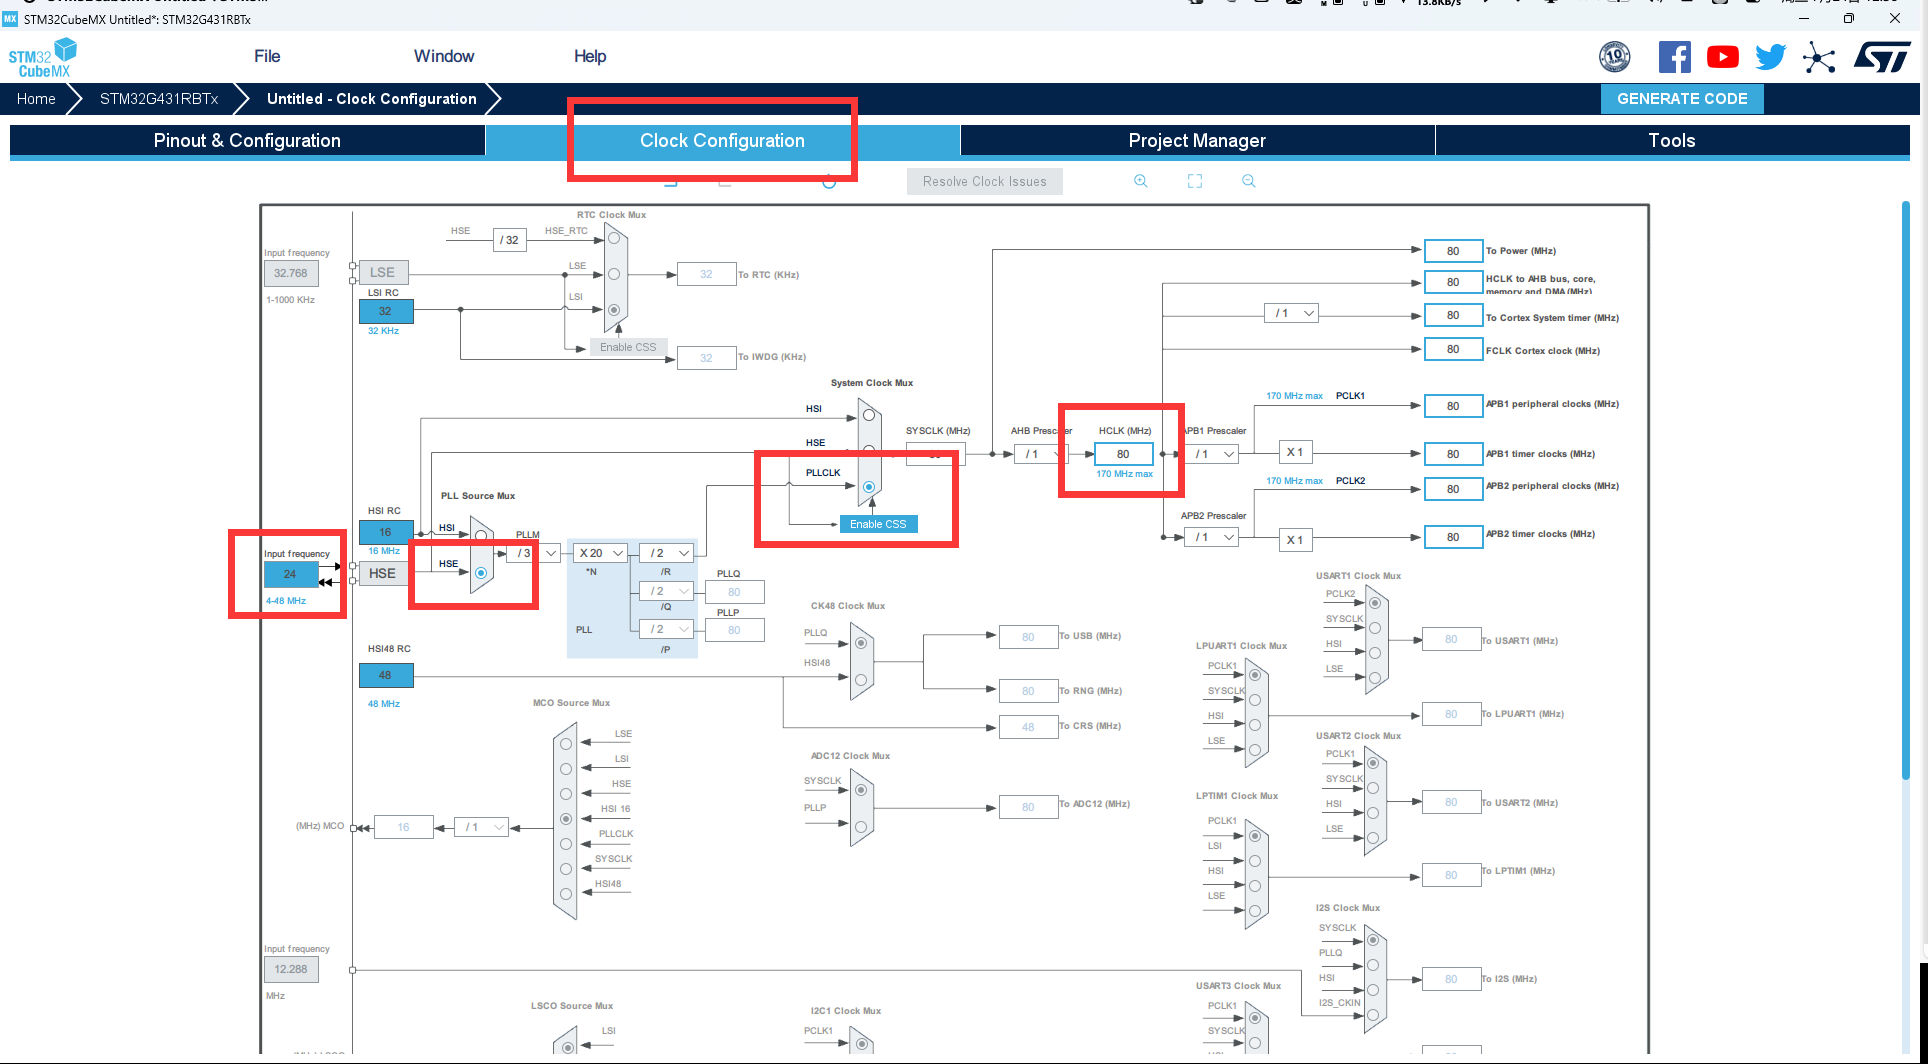 13.8KB/s
MX STM32CubeMX Untitled*: STM32G431RBTx
STM32 CubeMX
File Window Help
10
Home STM32G431RBTx Untitled - Clock Configuration GENERATE CODE
Pinout & Configuration Clock Configuration Project Manager Tools
Resolve Clock Issues
RTC Clock Mux
HSE / 32 HSE_RTC
Input frequency
32.768
1-1000 KHz
LSE
LSE
32 To RTC (KHz)
LSI RC
32
32 KHz
LSI
Enable CSS
32 To IWDG (KHz)
80 To Power (MHz)
80 HCLK to AHB bus, core,
memory and DMA (MHz)
/ 1 80 To Cortex System timer (MHz)
80 FCLK Cortex clock (MHz)
System Clock Mux
HSI
HSE
PLLCLK
Enable CSS
SYSCLK (MHz)
AHB Prescaler
/ 1
HCLK (MHz)
80
170 MHz max
APB1 Prescaler
/ 1
170 MHz max PCLK1
80 APB1 peripheral clocks (MHz)
X 1 80 APB1 timer clocks (MHz)
170 MHz max PCLK2
80 APB2 peripheral clocks (MHz)
APB2 Prescaler
/ 1 X 1 80 APB2 timer clocks (MHz)
PLL Source Mux
HSI RC
16
16 MHz
HSI
HSE
Input frequency
24
4-48 MHz
HSE
PLLM
/ 3
X 20
*N
/ 2
/R
/ 2
/Q
PLLQ
80
/ 2
/P
PLLP
80
PLL
HSI48 RC
48
48 MHz
CK48 Clock Mux
PLLQ
HSI48
80 To USB (MHz)
80 To RNG (MHz)
48 To CRS (MHz)
MCO Source Mux
LSE
LSI
HSE
HSI 16
PLLCLK
SYSCLK
HSI48
(MHz) MCO 16 / 1
ADC12 Clock Mux
SYSCLK
PLLP
80 To ADC12 (MHz)
USART1 Clock Mux
PCLK2
SYSCLK
HSI
LSE
80 To USART1 (MHz)
LPUART1 Clock Mux
PCLK1
SYSCLK
HSI
LSE
80 To LPUART1 (MHz)
USART2 Clock Mux
PCLK1
SYSCLK
HSI
LSE
80 To USART2 (MHz)
LPTIM1 Clock Mux
PCLK1
LSI
HSI
LSE
80 To LPTIM1 (MHz)
I2S Clock Mux
SYSCLK
PLLQ
HSI
I2S_CKIN
80 To I2S (MHz)
Input frequency
12.288
MHz
LSCO Source Mux
LSI
I2C1 Clock Mux
PCLK1
USART3 Clock Mux
PCLK1
SYSCLK